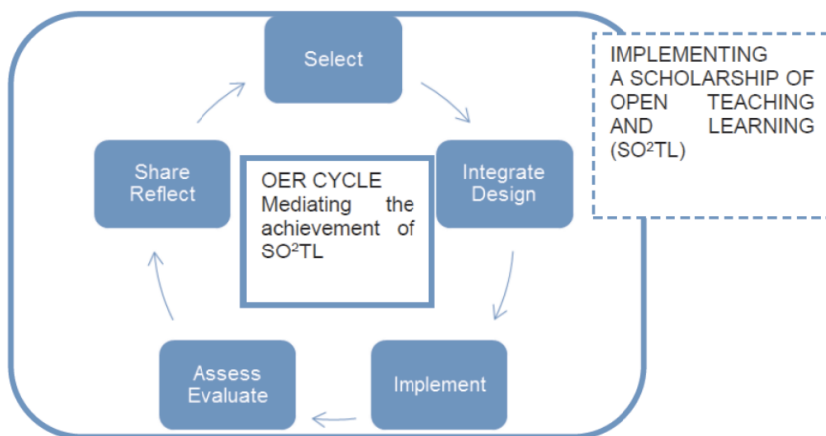 Select
IMPLEMENTING
A SCHOLARSHIP OF
OPEN TEACHING
AND LEARNING
(SO²TL)
Integrate
Design
Implement
Assess
Evaluate
Share
Reflect
OER CYCLE
Mediating the
achievement of
SO²TL